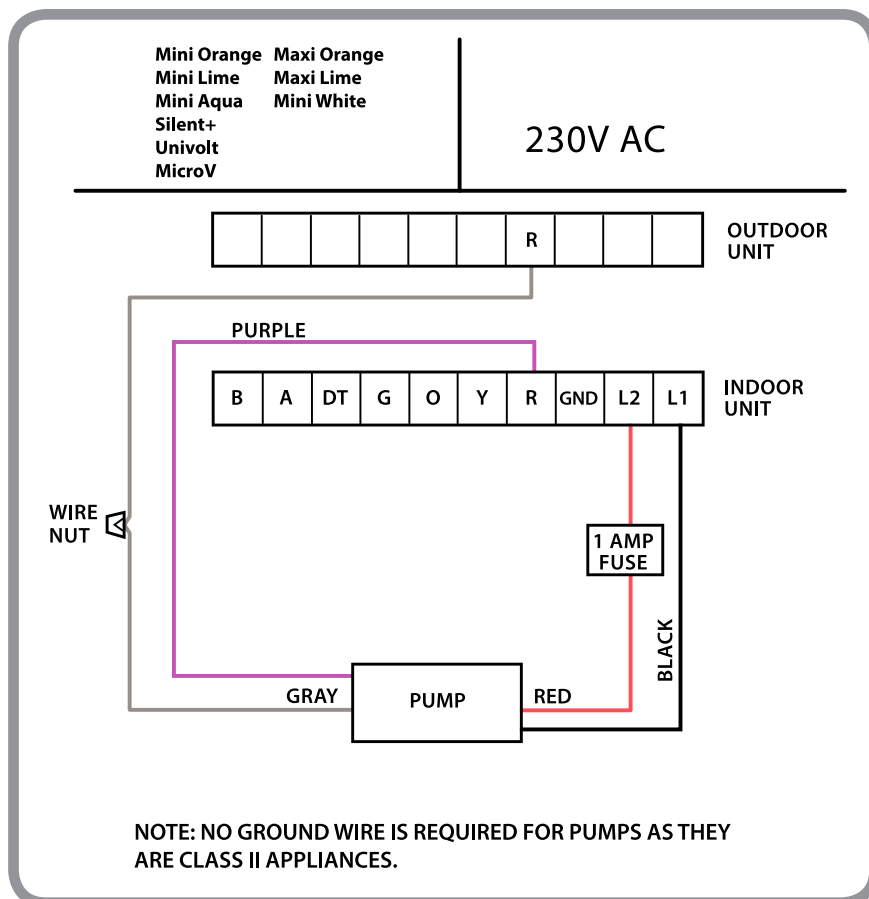 Mini Orange Maxi Orange
Mini Lime Maxi Lime
Mini Aqua Mini White
Silent+
Univolt
MicroV
230V AC
R
OUTDOOR
UNIT
PURPLE
B A DT G O Y R GND L2 L1
INDOOR
UNIT
WIRE
NUT
1 AMP
FUSE
BLACK
GRAY
PUMP
RED
NOTE: NO GROUND WIRE IS REQUIRED FOR PUMPS AS THEY
ARE CLASS II APPLIANCES.